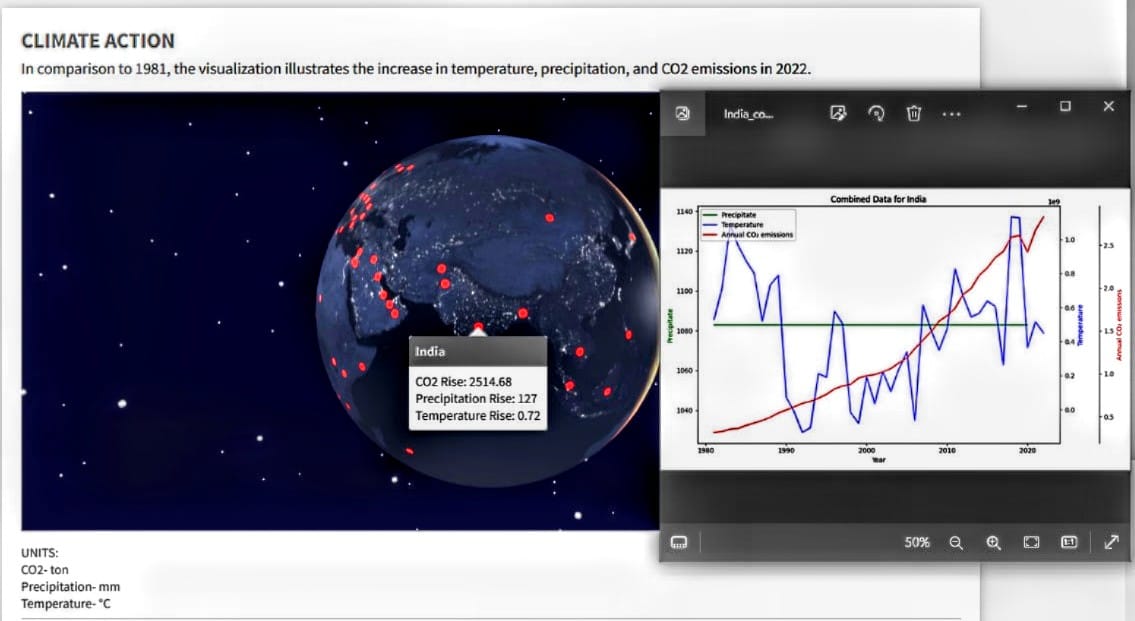 CLIMATE ACTION
In comparison to 1981, the visualization illustrates the increase in temperature, precipitation, and CO2 emissions in 2022.
India_co...
Combined Data for India
1e9
Precipitate
Temperature
Annual CO₂ emissions
1140
1120
1100
1080
1060
1040
Precipitate
1.0
0.8
0.6
0.4
0.2
0.0
Temperature
2.5
2.0
1.5
1.0
0.5
Annual CO₂ emissions
1980
1990
2000
2010
2020
Year
India
CO2 Rise: 2514.68
Precipitation Rise: 127
Temperature Rise: 0.72
50%
1:1
UNITS:
CO2- ton
Precipitation- mm
Temperature- °C